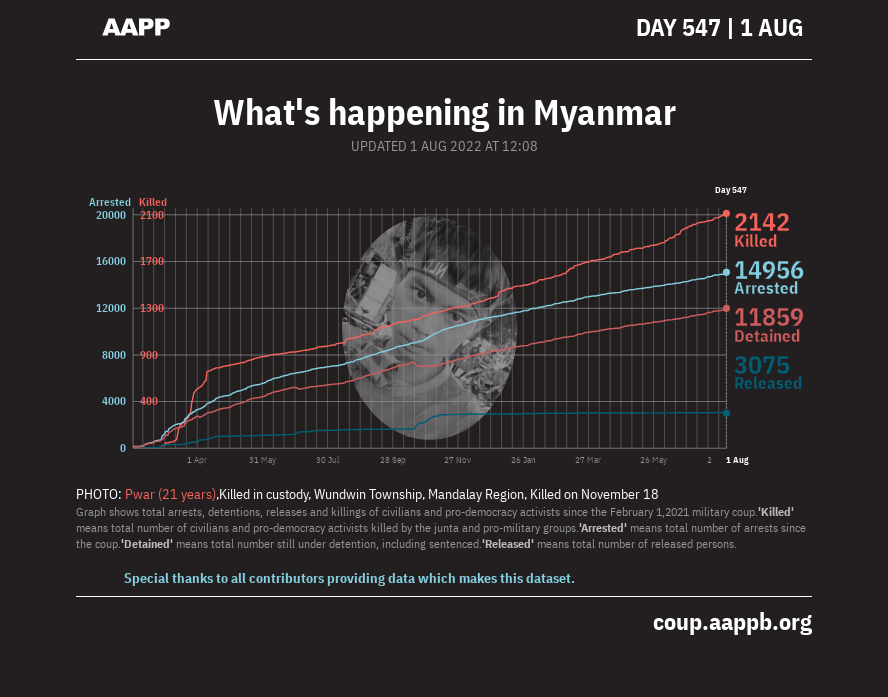 AAPP
DAY 547 | 1 AUG
What's happening in Myanmar
UPDATED 1 AUG 2022 AT 12:08
Day 547
Arrested Killed
20000 2100
16000 1700
12000 1300
8000 900
4000 400
0
2142
Killed
14956
Arrested
11859
Detained
3075
Released
1 Apr 31 May 30 Jul 28 Sep 27 Nov 26 Jan 27 Mar 26 May 2 1 Aug
PHOTO: Pwar (21 years),Killed in custody, Wundwin Township, Mandalay Region, Killed on November 18
Graph shows total arrests, detentions, releases and killings of civilians and pro-democracy activists since the February 1,2021 military coup.'Killed'
means total number of civilians and pro-democracy activists killed by the junta and pro-military groups.'Arrested' means total number of arrests since
the coup.'Detained' means total number still under detention, including sentenced.'Released' means total number of released persons.
Special thanks to all contributors providing data which makes this dataset.
coup.aappb.org